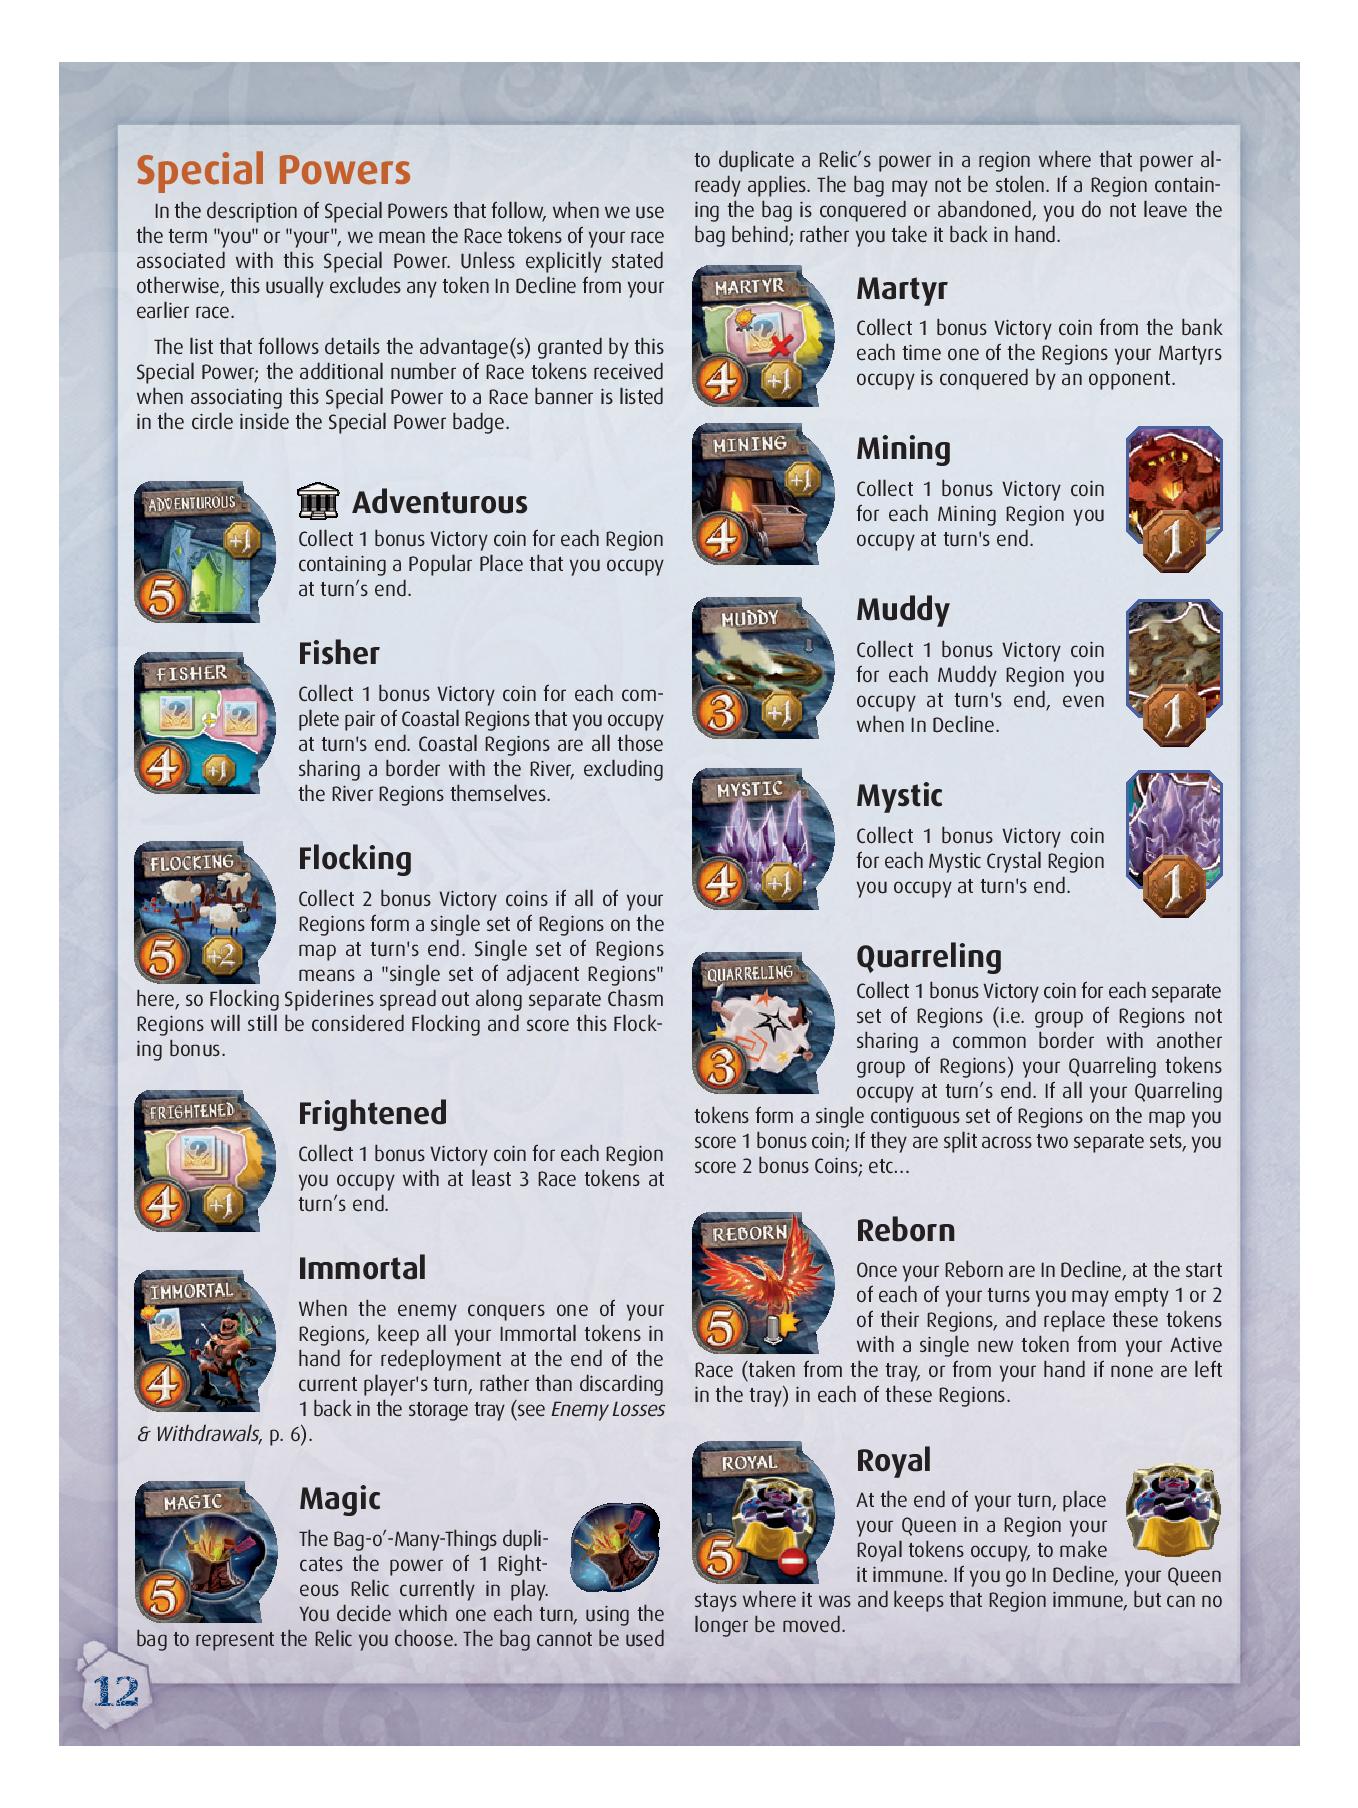 Special Powers
In the description of Special Powers that follow, when we use
the term "you" or "your", we mean the Race tokens of your race
associated with this Special Power. Unless explicitly stated
otherwise, this usually excludes any token In Decline from your
earlier race.
The list that follows details the advantage(s) granted by this
Special Power; the additional number of Race tokens received
when associating this Special Power to a Race banner is listed
in the circle inside the Special Power badge.
ADVENTUROUS
+1
5
Adventurous
Collect 1 bonus Victory coin for each Region
containing a Popular Place that you occupy
at turn’s end.
FISHER
4
+1
Fisher
Collect 1 bonus Victory coin for each com-
plete pair of Coastal Regions that you occupy
at turn's end. Coastal Regions are all those
sharing a border with the River, excluding
the River Regions themselves.
FLOCKING
5
+2
Flocking
Collect 2 bonus Victory coins if all of your
Regions form a single set of Regions on the
map at turn's end. Single set of Regions
means a "single set of adjacent Regions"
here, so Flocking Spiderines spread out along separate Chasm
Regions will still be considered Flocking and score this Flock-
ing bonus.
FRIGHTENED
?
4
+1
Frightened
Collect 1 bonus Victory coin for each Region
you occupy with at least 3 Race tokens at
turn’s end.
IMMORTAL
4
Immortal
When the enemy conquers one of your
Regions, keep all your Immortal tokens in
hand for redeployment at the end of the
current player's turn, rather than discarding
1 back in the storage tray (see Enemy Losses
& Withdrawals, p. 6).
MAGIC
5
Magic
The Bag-o’-Many-Things dupli-
cates the power of 1 Right-
eous Relic currently in play.
You decide which one each turn, using the
bag to represent the Relic you choose. The bag cannot be used
12
to duplicate a Relic’s power in a region where that power al-
ready applies. The bag may not be stolen. If a Region contain-
ing the bag is conquered or abandoned, you do not leave the
bag behind; rather you take it back in hand.
MARTYR
?
4
+1
Martyr
Collect 1 bonus Victory coin from the bank
each time one of the Regions your Martyrs
occupy is conquered by an opponent.
MINING
+1
4
Mining
Collect 1 bonus Victory coin
for each Mining Region you
occupy at turn's end.
1
MUDDY
3
+1
Muddy
Collect 1 bonus Victory coin
for each Muddy Region you
occupy at turn's end, even
when In Decline.
1
MYSTIC
4
+1
Mystic
Collect 1 bonus Victory coin
for each Mystic Crystal Region
you occupy at turn's end.
1
QUARRELING
3
Quarreling
Collect 1 bonus Victory coin for each separate
set of Regions (i.e. group of Regions not
sharing a common border with another
group of Regions) your Quarreling tokens
occupy at turn’s end. If all your Quarreling
tokens form a single contiguous set of Regions on the map you
score 1 bonus coin; If they are split across two separate sets, you
score 2 bonus Coins; etc...
REBORN
5
Reborn
Once your Reborn are In Decline, at the start
of each of your turns you may empty 1 or 2
of their Regions, and replace these tokens
with a single new token from your Active
Race (taken from the tray, or from your hand if none are left
in the tray) in each of these Regions.
ROYAL
5
Royal
At the end of your turn, place
your Queen in a Region your
Royal tokens occupy, to make
it immune. If you go In Decline, your Queen
stays where it was and keeps that Region immune, but can no
longer be moved.